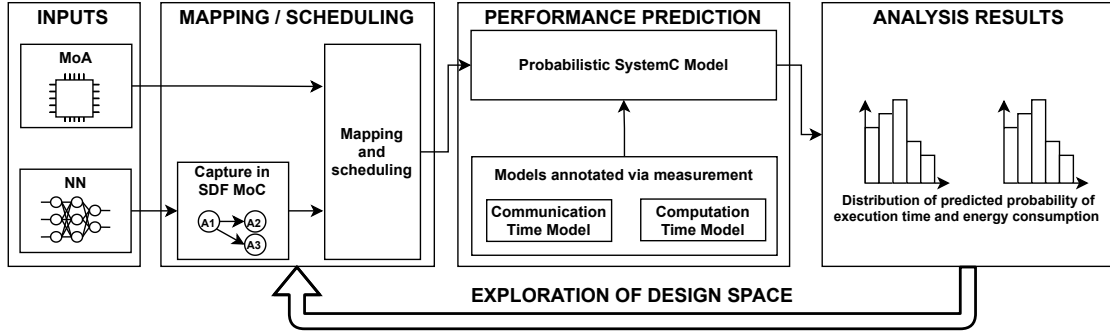 INPUTS
MoA
NN
MAPPING / SCHEDULING
Capture in
SDF MoC
A1
A2
A3
Mapping
and
scheduling
PERFORMANCE PREDICTION
Probabilistic SystemC Model
Models annotated via measurement
Communication
Time Model
Computation
Time Model
ANALYSIS RESULTS
Distribution of predicted probability of
execution time and energy consumption
EXPLORATION OF DESIGN SPACE